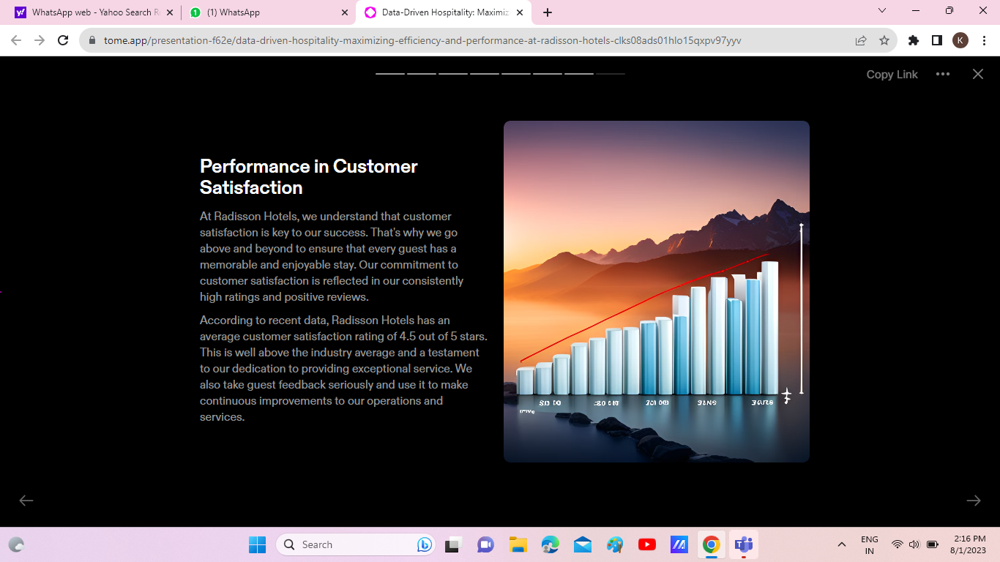 WhatsApp web - Yahoo Search R
(1) WhatsApp
Data-Driven Hospitality: Maximiz
tome.app/presentation-f62e/data-driven-hospitality-maximizing-efficiency-and-performance-at-radisson-hotels-clks08ads01hlo15qxpv97yyv
K
Copy Link
Performance in Customer
Satisfaction
At Radisson Hotels, we understand that customer
satisfaction is key to our success. That's why we go
above and beyond to ensure that every guest has a
memorable and enjoyable stay. Our commitment to
customer satisfaction is reflected in our consistently
high ratings and positive reviews.
According to recent data, Radisson Hotels has an
average customer satisfaction rating of 4.5 out of 5 stars.
This is well above the industry average and a testament
to our dedication to providing exceptional service. We
also take guest feedback seriously and use it to make
continuous improvements to our operations and
services.
Search
ENG
IN
2:16 PM
8/1/2023